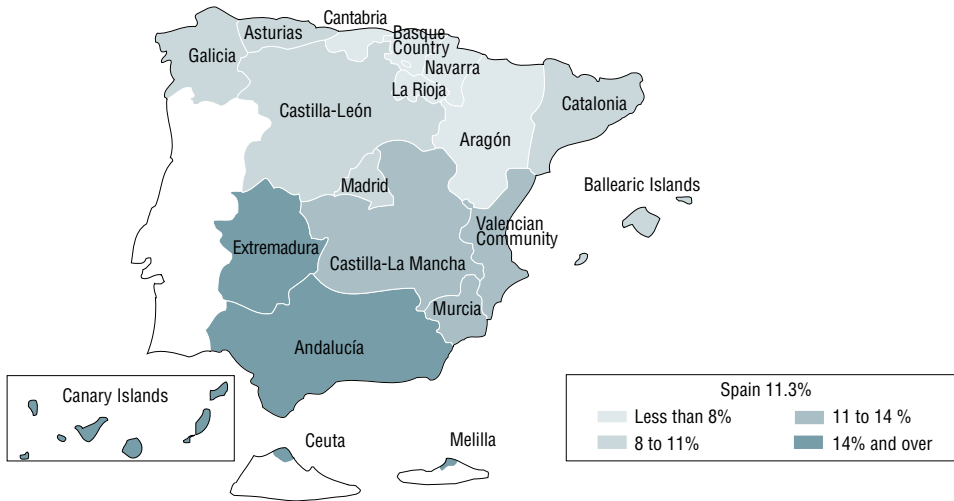 Cantabria
Asturias
Basque
Country
Galicia
Navarra
La Rioja
Castilla-León
Catalonia
Aragón
Madrid
Ballearic Islands
Valencian
Community
Extremadura
Castilla-La Mancha
Murcia
Andalucía
Canary Islands
Ceuta
Melilla
Spain 11.3%
Less than 8%
11 to 14 %
8 to 11%
14% and over